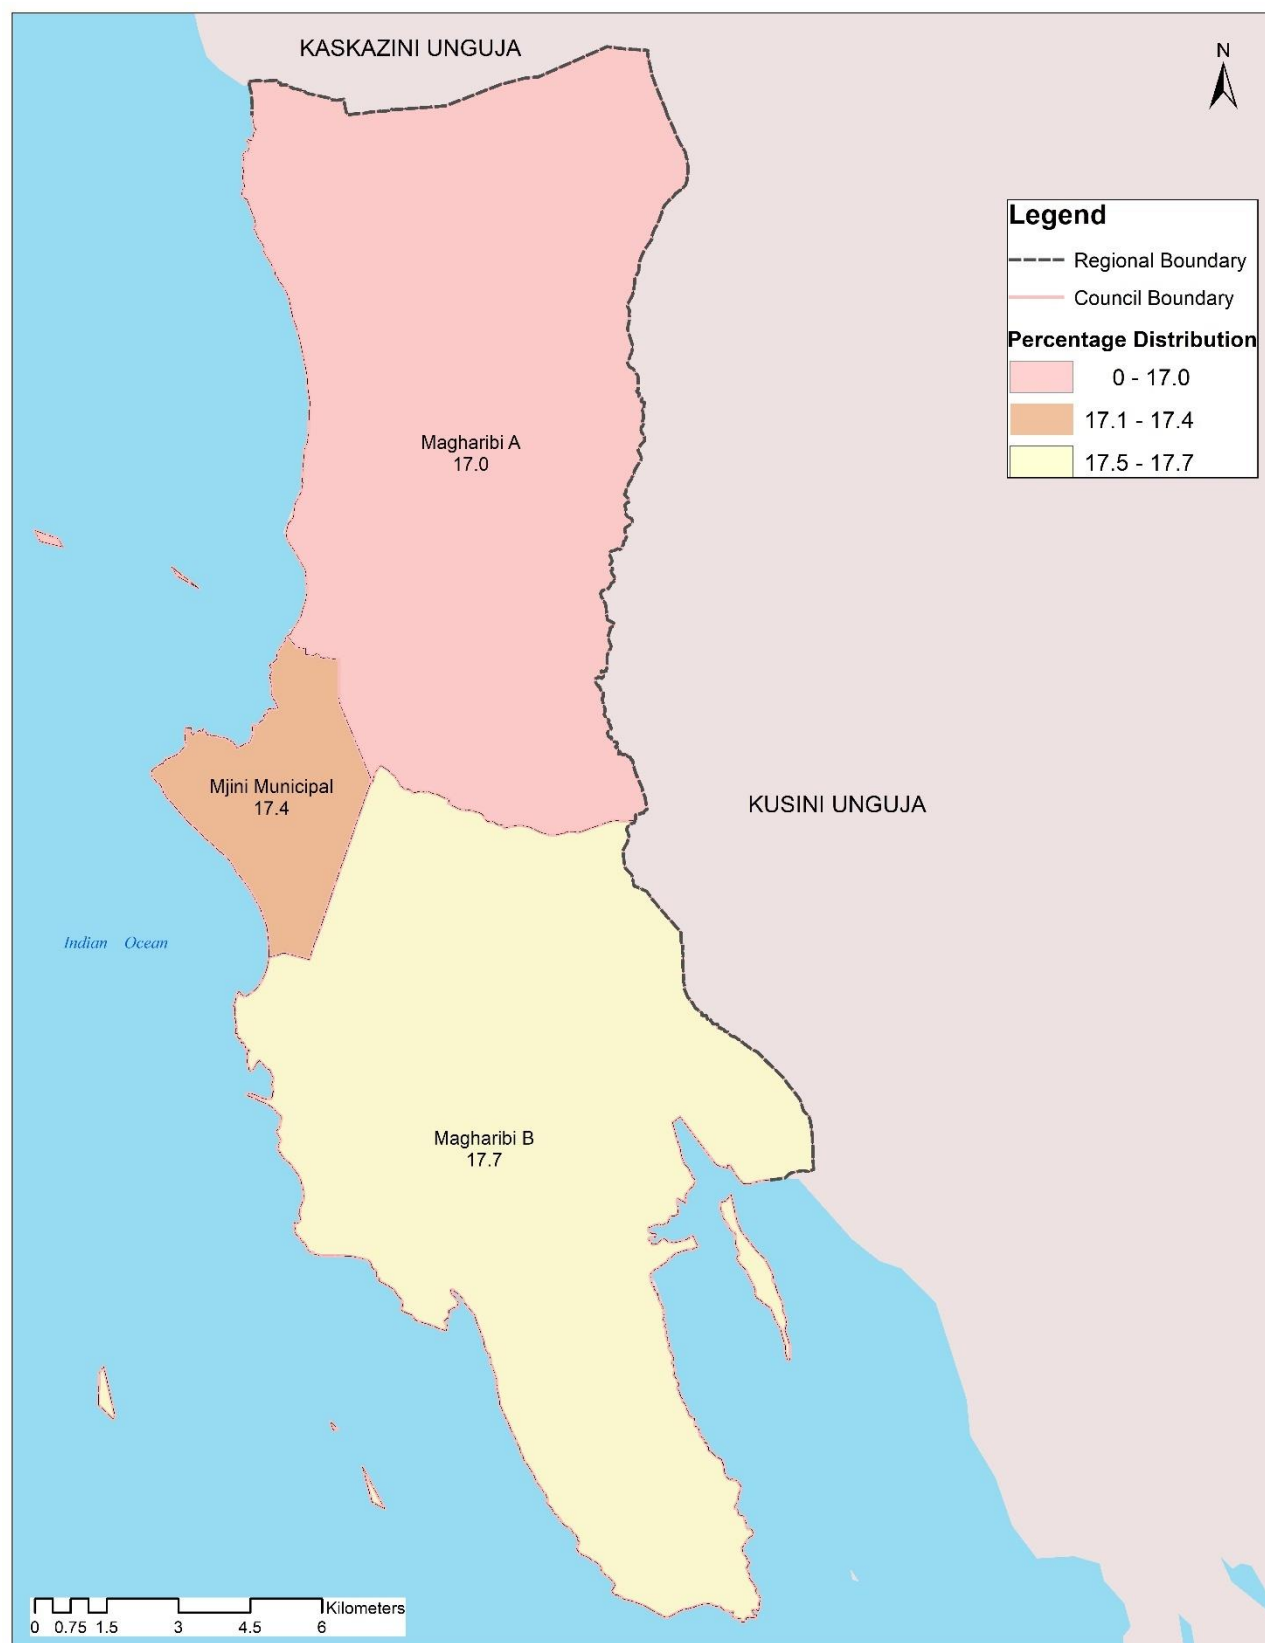 KASKAZINI UNGUJA
N
Legend
Regional Boundary
Council Boundary
Percentage Distribution
0 - 17.0
17.1 - 17.4
17.5 - 17.7
Magharibi A
17.0
Mjini Municipal
17.4
KUSINI UNGUJA
Indian Ocean
Magharibi B
17.7
Kilometers
0 0.75 1.5 3 4.5 6